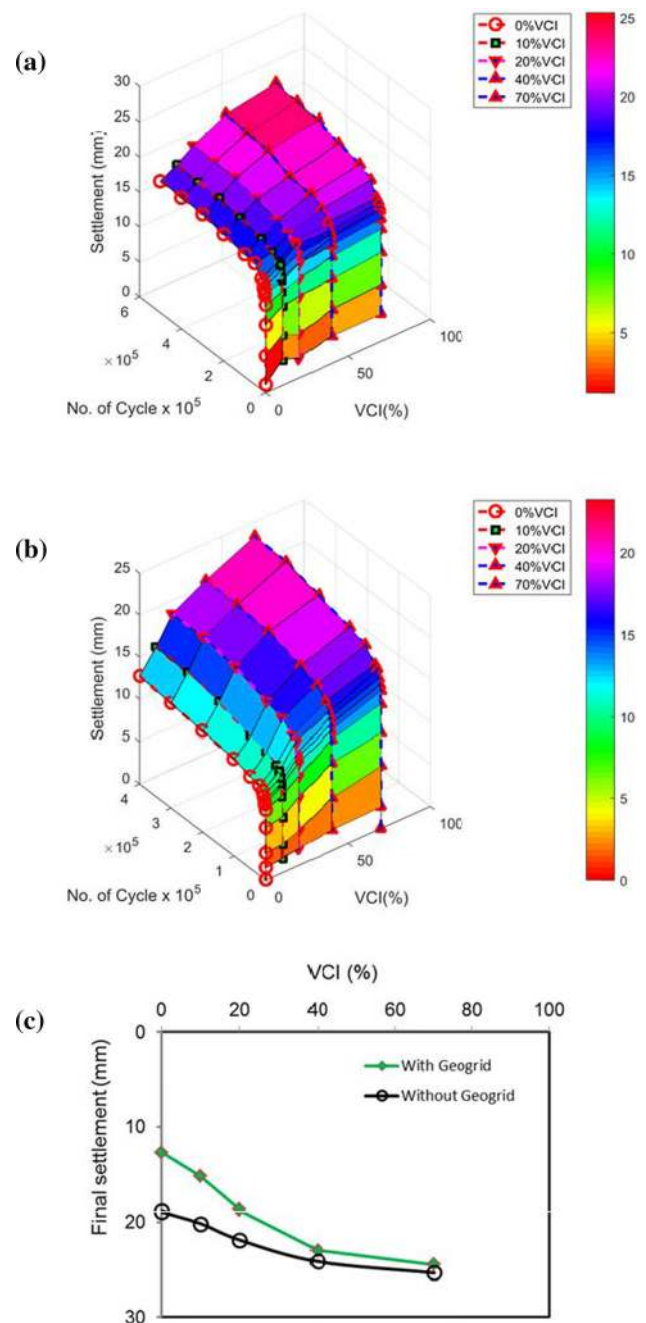 (a)
0%VCI
10%VCI
20%VCI
40%VCI
70%VCI
20
15
10
5
Settlement (mm)
30
25
20
15
10
5
0
6
4
2
0
× 10⁵
No. of Cycle x 10⁵
0
50
100
VCI(%)
25
(b)
0%VCI
10%VCI
20%VCI
40%VCI
70%VCI
20
15
10
5
0
Settlement (mm)
25
20
15
10
5
0
4
3
2
1
0
× 10⁵
No. of Cycle x 10⁵
0
50
100
VCI(%)
(c)
VCI (%)
0 20 40 60 80 100
Final settlement (mm)
0
10
20
30
With Geogrid
Without Geogrid